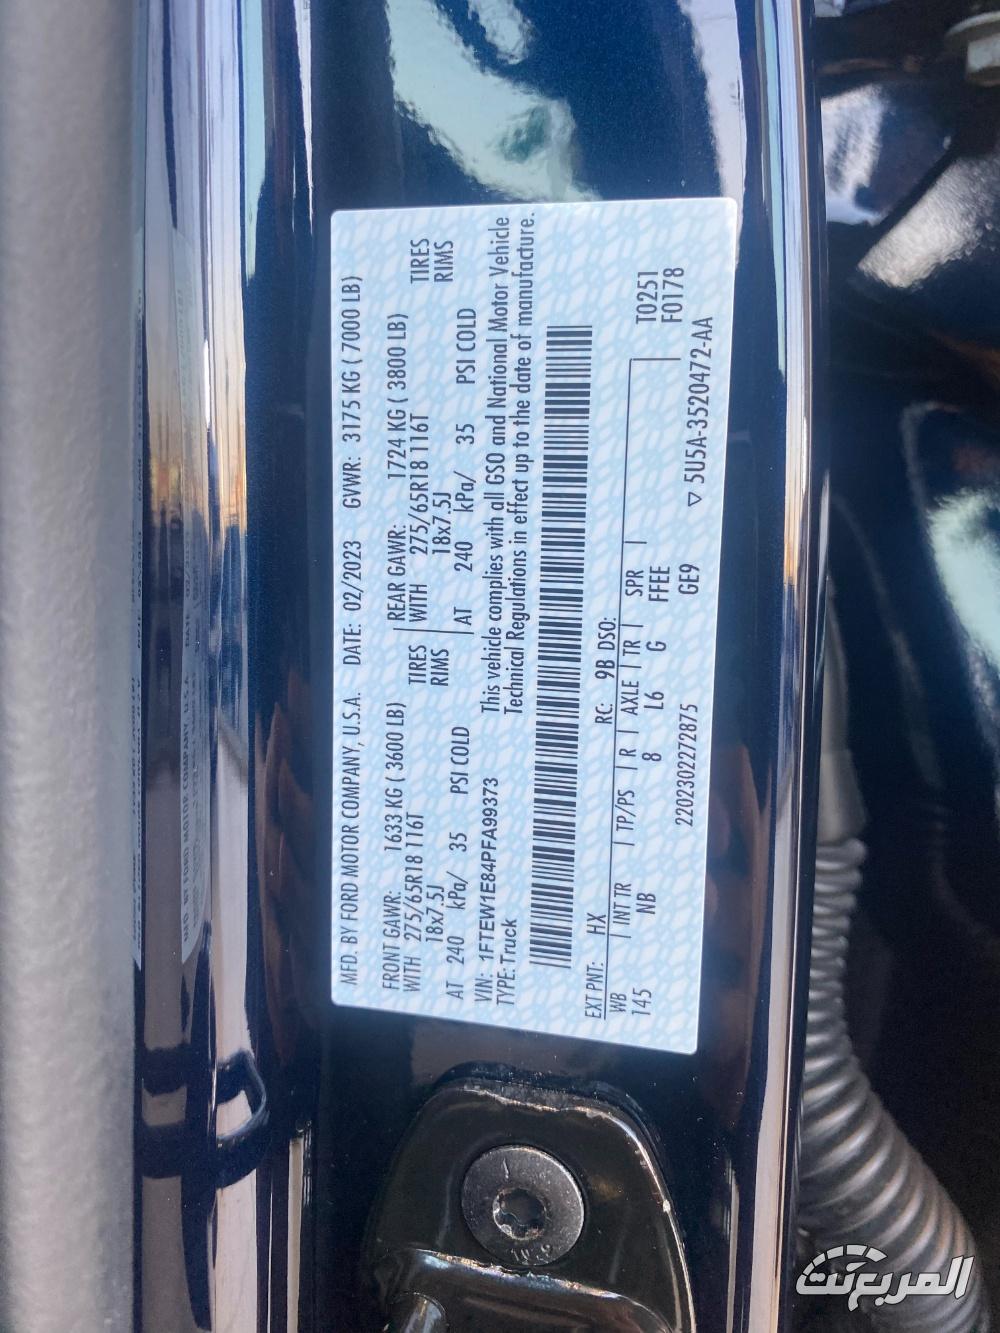 MFD. BY FORD MOTOR COMPANY, U.S.A. DATE: 02/2023 GVWR: 3175 KG ( 7000 LB)
FRONT GAWR: 1633 KG ( 3600 LB)
WITH 275/65R18 116T TIRES
18x7.5J RIMS
AT 240 kPa/ 35 PSI COLD
REAR GAWR: 1724 KG ( 3800 LB)
WITH 275/65R18 116T TIRES
18x7.5J RIMS
AT 240 kPa/ 35 PSI COLD
VIN: 1FTEW1E84PFA99373
TYPE: Truck
This vehicle complies with all GSO and National Motor Vehicle
Technical Regulations in effect up to the date of manufacture.
EXT PNT: HX RC: 9B DSO:
WB | INT TR | TP/PS | R | AXLE | TR | SPR | T0251
145 NB 8 L6 G FFEE F0178
GE9
2202302272875 ▽ 5U5A-3520472-AA
المربع نت